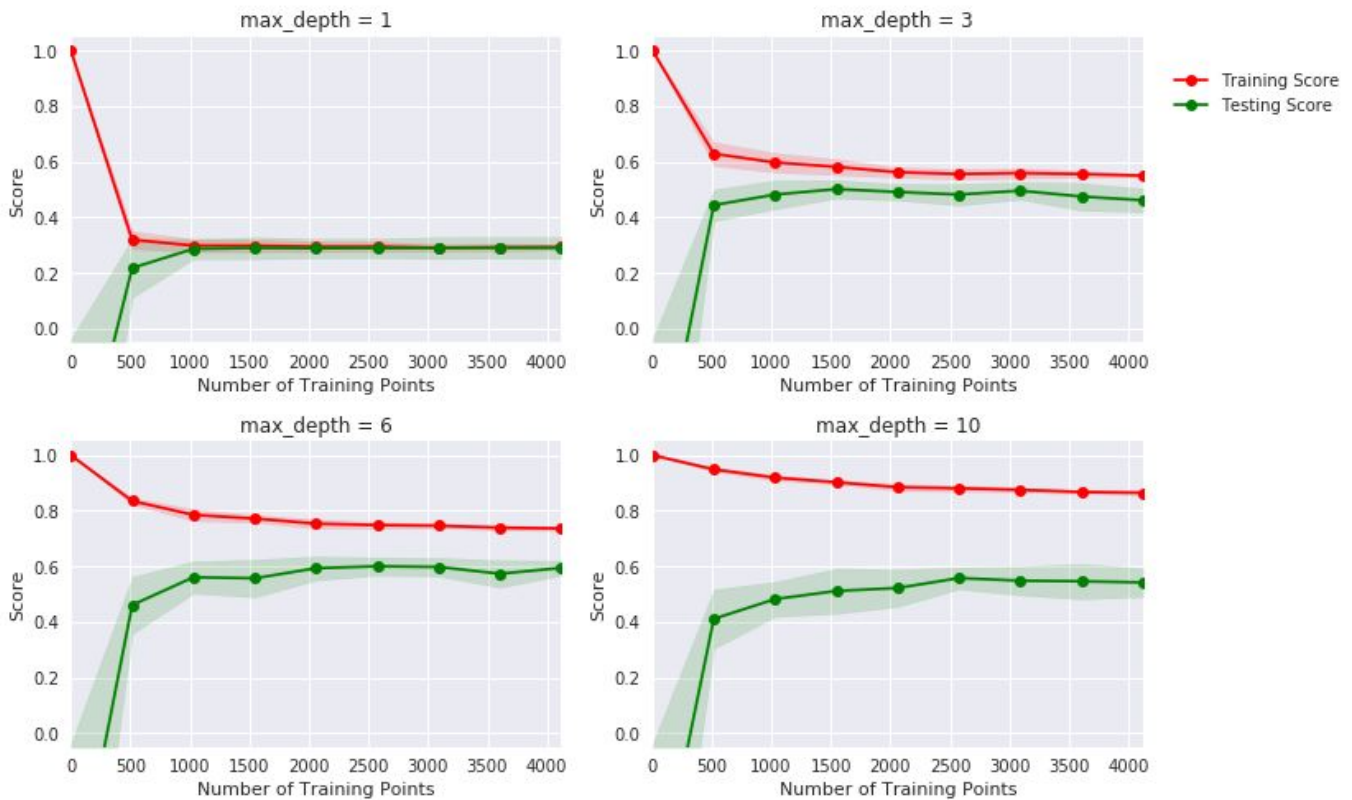 max_depth = 1
1.0
0.8
0.6
0.4
0.2
0.0
Score
0 500 1000 1500 2000 2500 3000 3500 4000
Number of Training Points
max_depth = 3
1.0
0.8
0.6
0.4
0.2
0.0
Score
0 500 1000 1500 2000 2500 3000 3500 4000
Number of Training Points
Training Score
Testing Score
max_depth = 6
1.0
0.8
0.6
0.4
0.2
0.0
Score
0 500 1000 1500 2000 2500 3000 3500 4000
Number of Training Points
max_depth = 10
1.0
0.8
0.6
0.4
0.2
0.0
Score
0 500 1000 1500 2000 2500 3000 3500 4000
Number of Training Points